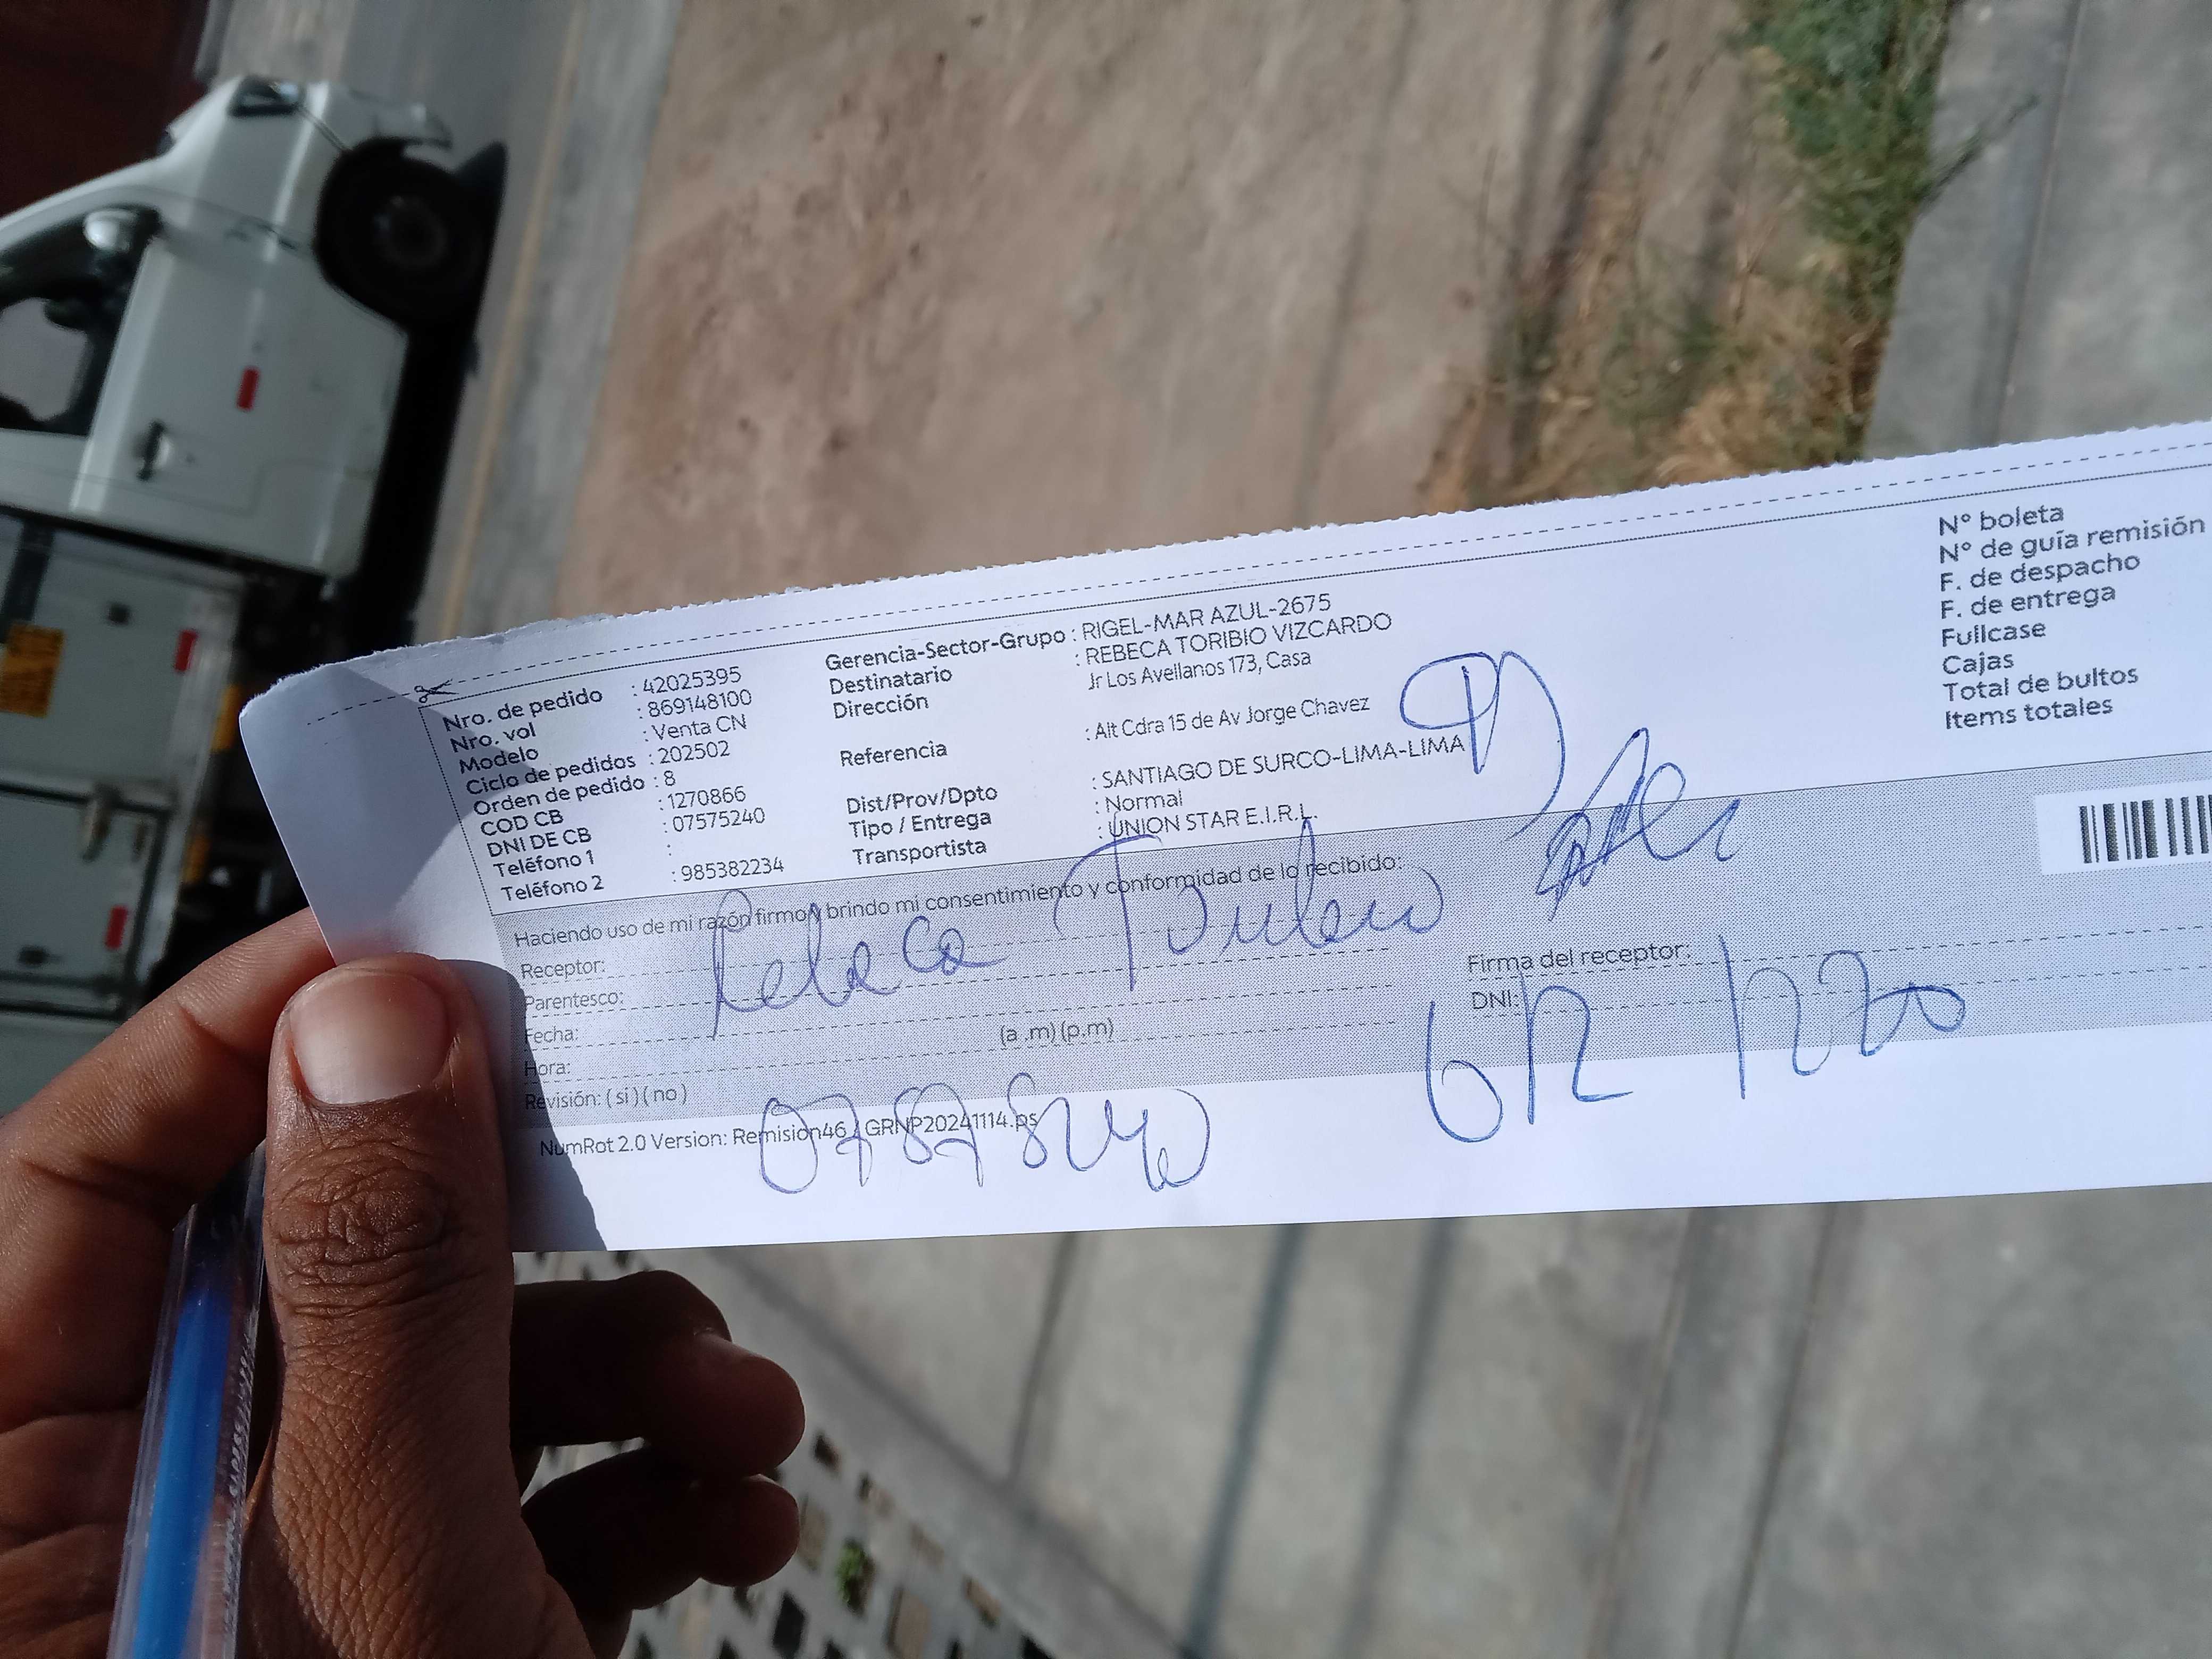 Nro. de pedido : 42025395
Nro. vol : 869148100
Modelo : Venta CN
Ciclo de pedidos : 202502
Orden de pedido : 8
COD CB : 1270866
DNI DE CB : 07575240
Teléfono 1 :
Teléfono 2 : 985382234
Gerencia-Sector-Grupo : RIGEL-MAR AZUL-2675
Destinatario : REBECA TORIBIO VIZCARDO
Dirección Jr Los Avellanos 173, Casa
Referencia : Alt Cdra 15 de Av Jorge Chavez
Dist/Prov/Dpto : SANTIAGO DE SURCO-LIMA-LIMA
Tipo / Entrega : Normal
Transportista : UNION STAR E.I.R.L.
N° boleta
N° de guía remisión
F. de despacho
F. de entrega
Fullcase
Cajas
Total de bultos
Items totales
Haciendo uso de mi razón firmo y brindo mi consentimiento y conformidad de lo recibido:
Receptor: Rebeca Toribio
Parentesco:
Fecha:
Hora: (a .m) (p.m)
Revisión: ( si ) ( no )
Firma del receptor:
DNI:
NumRot 2.0 Version: Remision46_GRNP20241114.ps